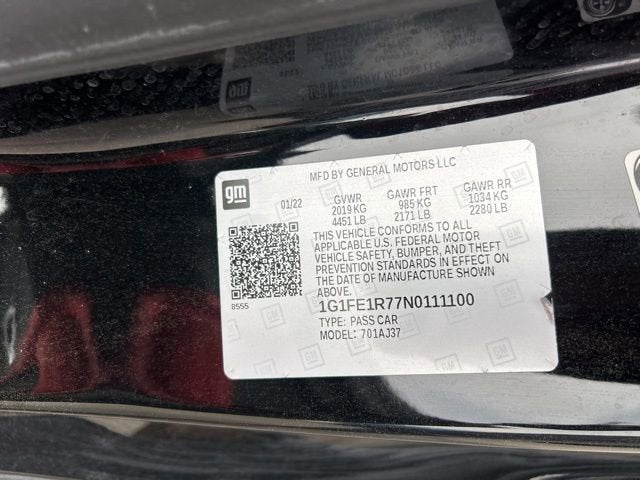 MFD BY GENERAL MOTORS LLC
gm
01/22
GVWR GAWR FRT GAWR RR
2019 KG 985 KG 1034 KG
4451 LB 2171 LB 2280 LB
THIS VEHICLE CONFORMS TO ALL
APPLICABLE U.S. FEDERAL MOTOR
VEHICLE SAFETY, BUMPER, AND THEFT
PREVENTION STANDARDS IN EFFECT ON
THE DATE OF MANUFACTURE SHOWN
ABOVE.
8555
1G1FE1R77N0111100
TYPE: PASS CAR
MODEL: 701AJ37